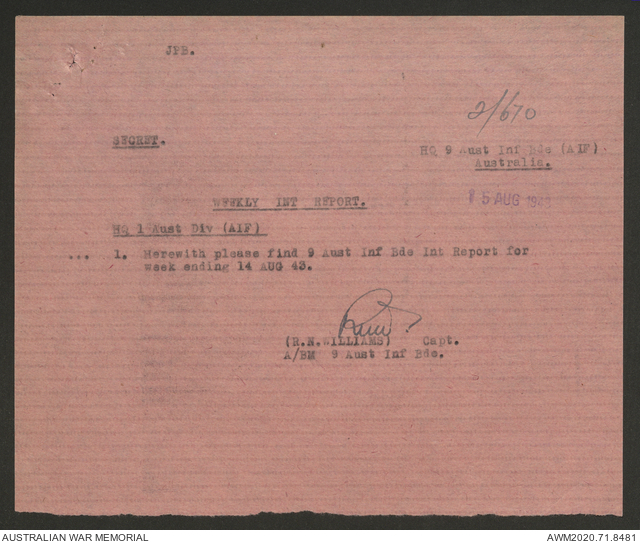 JPB.
2/670
SECRET.
HQ 9 Aust Inf Bde (AIF)
Australia.
15 AUG 194
WEEKLY INT REPORT.
HQ 1 Aust Div (AIF)
... 1. Herewith please find 9 Aust Inf Bde Int Report for
week ending 14 AUG 43.
(R.N.WILLIAMS) Capt.
A/BM 9 Aust Inf Bde.
AUSTRALIAN WAR MEMORIAL
AWM2020.71.8481